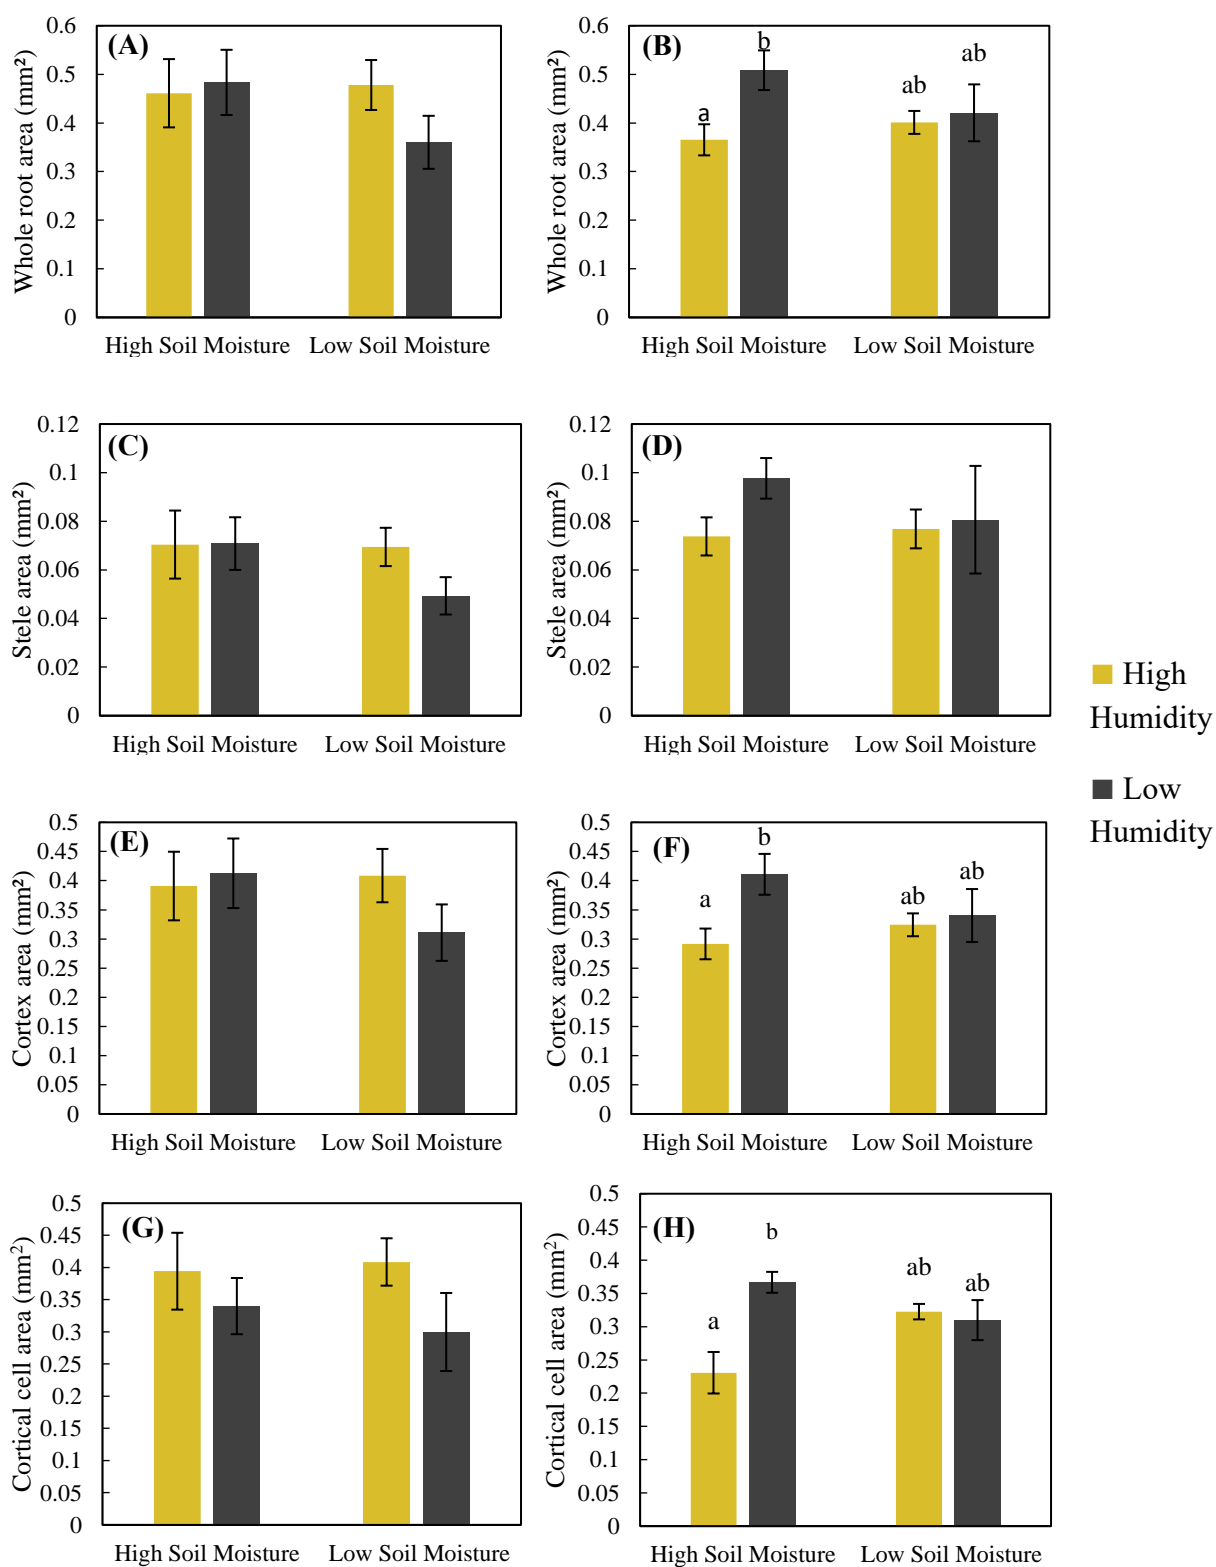 (A)
Whole root area (mm²)
0.6
0.5
0.4
0.3
0.2
0.1
0
High Soil Moisture Low Soil Moisture
(B)
Whole root area (mm²)
0.6
0.5
0.4
0.3
0.2
0.1
0
a
b
ab
ab
High Soil Moisture Low Soil Moisture
(C)
Stele area (mm²)
0.12
0.1
0.08
0.06
0.04
0.02
0
High Soil Moisture Low Soil Moisture
(D)
Stele area (mm²)
0.12
0.1
0.08
0.06
0.04
0.02
0
High Soil Moisture Low Soil Moisture
High
Humidity
Low
Humidity
(E)
Cortex area (mm²)
0.5
0.45
0.4
0.35
0.3
0.25
0.2
0.15
0.1
0.05
0
High Soil Moisture Low Soil Moisture
(F)
Cortex area (mm²)
0.5
0.45
0.4
0.35
0.3
0.25
0.2
0.15
0.1
0.05
0
a
b
ab
ab
High Soil Moisture Low Soil Moisture
(G)
Cortical cell area (mm²)
0.5
0.45
0.4
0.35
0.3
0.25
0.2
0.15
0.1
0.05
0
High Soil Moisture Low Soil Moisture
(H)
Cortical cell area (mm²)
0.5
0.45
0.4
0.35
0.3
0.25
0.2
0.15
0.1
0.05
0
a
b
ab
ab
High Soil Moisture Low Soil Moisture